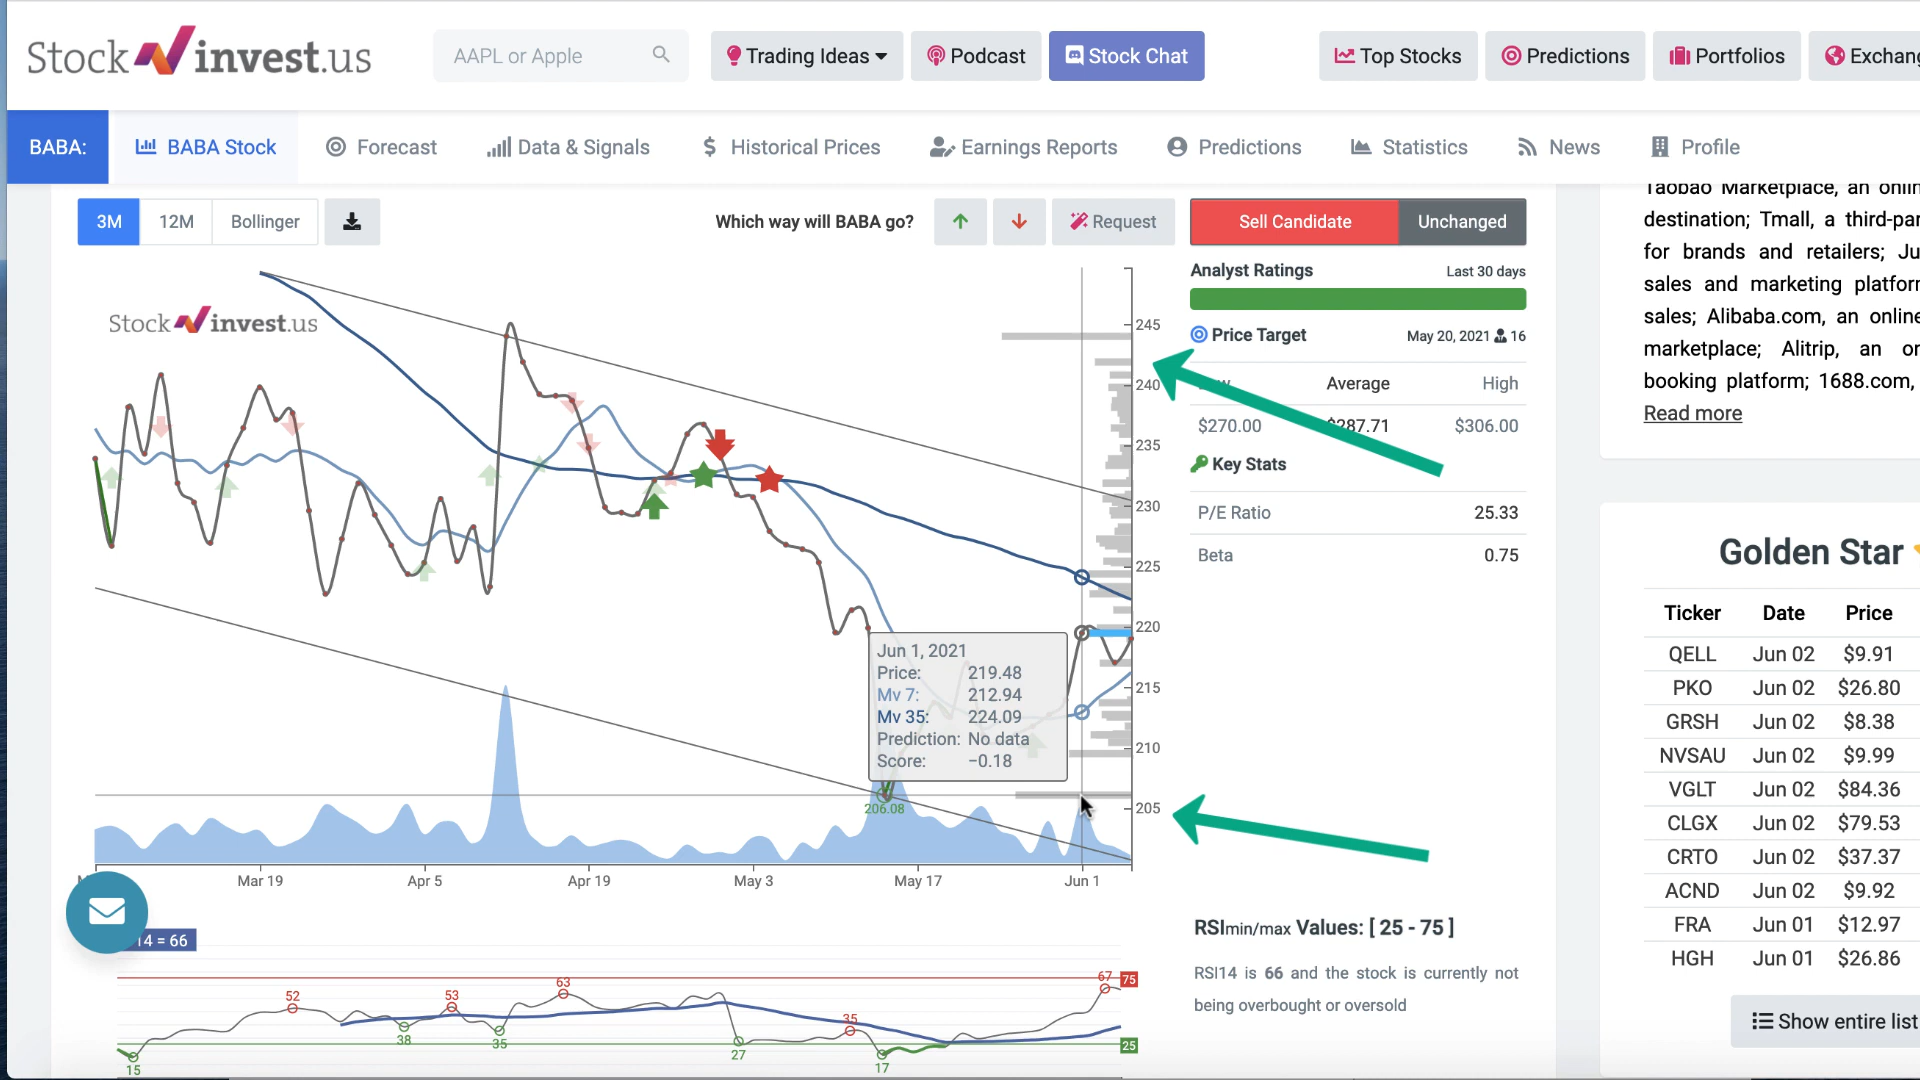 Stock invest.us
AAPL or Apple
Trading Ideas
Podcast
Stock Chat
Top Stocks
Predictions
Portfolios
Exchang
BABA:
BABA Stock
Forecast
Data & Signals
Historical Prices
Earnings Reports
Predictions
Statistics
News
Profile
3M
12M
Bollinger
Which way will BABA go?
Request
Sell Candidate
Unchanged
Stock invest.us
245
240
235
230
225
220
215
210
205
Jun 1, 2021
Price: 219.48
Mv 7: 212.94
Mv 35: 224.09
Prediction: No data
Score: −0.18
206.08
Mar 19
Apr 5
Apr 19
May 3
May 17
Jun 1
Analyst Ratings
Last 30 days
Price Target
May 20, 2021 16
Average
High
$270.00
$287.71
$306.00
Key Stats
P/E Ratio 25.33
Beta 0.75
14 = 66
52
53
63
67
75
38
35
35
27
17
15
25
RSImin/max Values: [ 25 - 75 ]
RSI14 is 66 and the stock is currently not
being overbought or oversold
Taobao Marketplace, an onlin
destination; Tmall, a third-par
for brands and retailers; Ju
sales and marketing platforr
sales; Alibaba.com, an online
marketplace; Alitrip, an or
booking platform; 1688.com,
Read more
Golden Star
Ticker Date Price
QELL Jun 02 $9.91
PKO Jun 02 $26.80
GRSH Jun 02 $8.38
NVSAU Jun 02 $9.99
VGLT Jun 02 $84.36
CLGX Jun 02 $79.53
CRTO Jun 02 $37.37
ACND Jun 02 $9.92
FRA Jun 01 $12.97
HGH Jun 01 $26.86
Show entire list